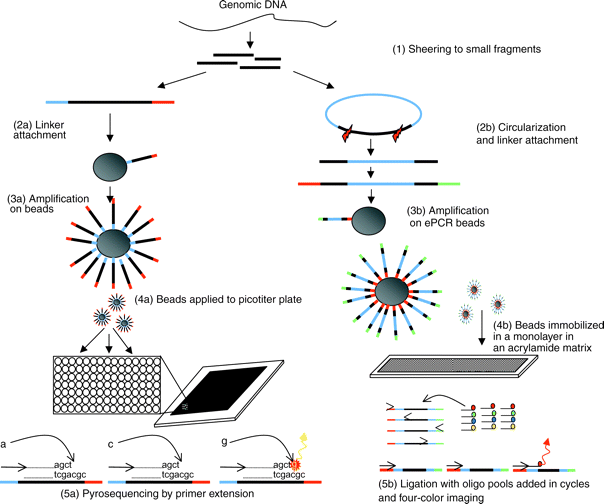 Genomic DNA
(1) Sheering to small fragments
(2a) Linker
attachment
(2b) Circularization
and linker attachment
(3a) Amplification
on beads
(3b) Amplification
on ePCR beads
(4a) Beads applied to picotiter plate
(4b) Beads immobilized
in a monolayer in
an acrylamide matrix
a
agct
tcgacgc
c
agct
tcgacgc
g
agct
tcgacgc
(5a) Pyrosequencing by primer extension
(5b) Ligation with oligo pools added in cycles
and four-color imaging